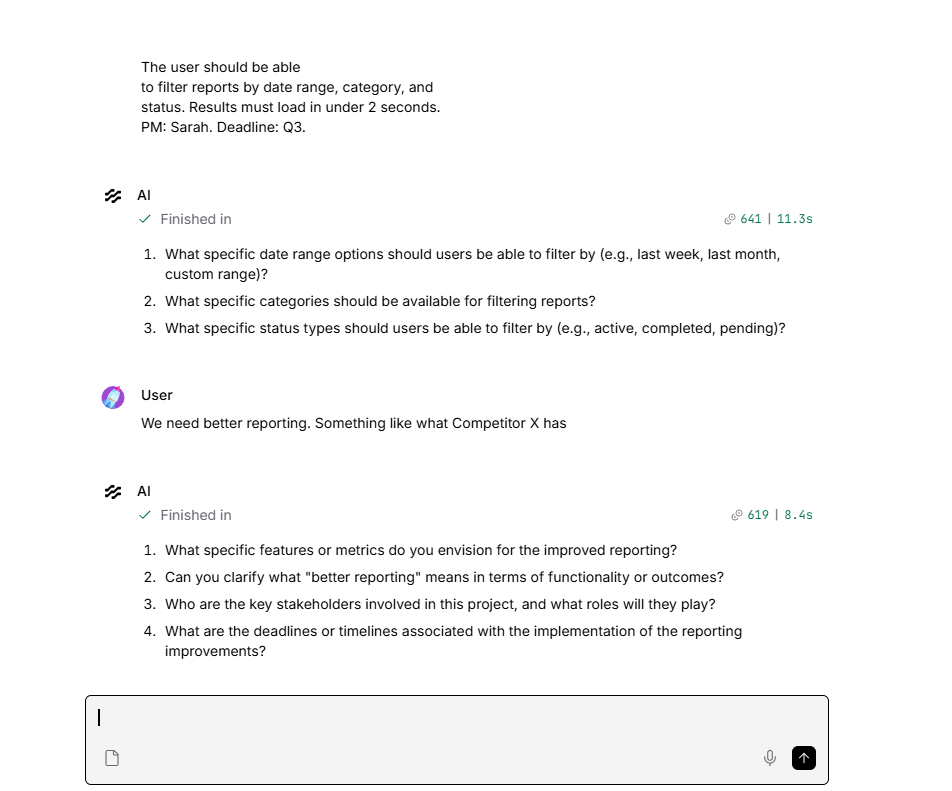 The user should be able
to filter reports by date range, category, and
status. Results must load in under 2 seconds.
PM: Sarah. Deadline: Q3.
AI
Finished in 641 | 11.3s
1. What specific date range options should users be able to filter by (e.g., last week, last month,
custom range)?
2. What specific categories should be available for filtering reports?
3. What specific status types should users be able to filter by (e.g., active, completed, pending)?
User
We need better reporting. Something like what Competitor X has
AI
Finished in 619 | 8.4s
1. What specific features or metrics do you envision for the improved reporting?
2. Can you clarify what "better reporting" means in terms of functionality or outcomes?
3. Who are the key stakeholders involved in this project, and what roles will they play?
4. What are the deadlines or timelines associated with the implementation of the reporting
improvements?